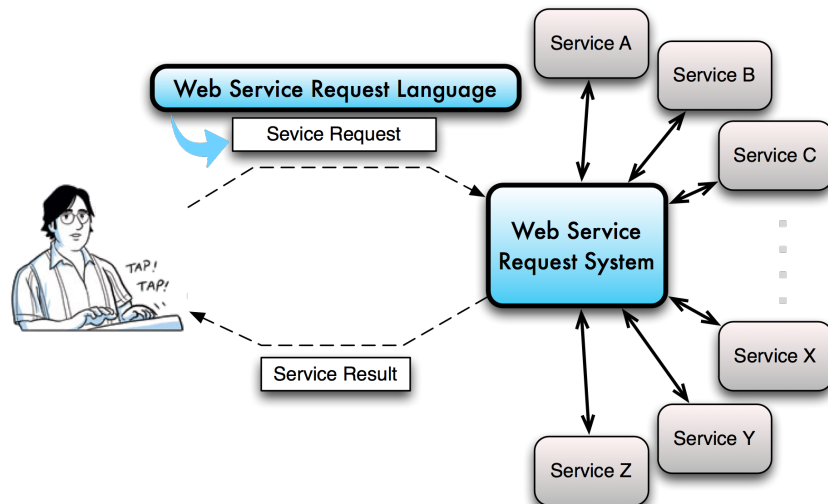 Service A
Service B
Web Service Request Language
Sevice Request
Service C
Web Service
Request System
TAP!
TAP!
Service X
Service Result
Service Y
Service Z